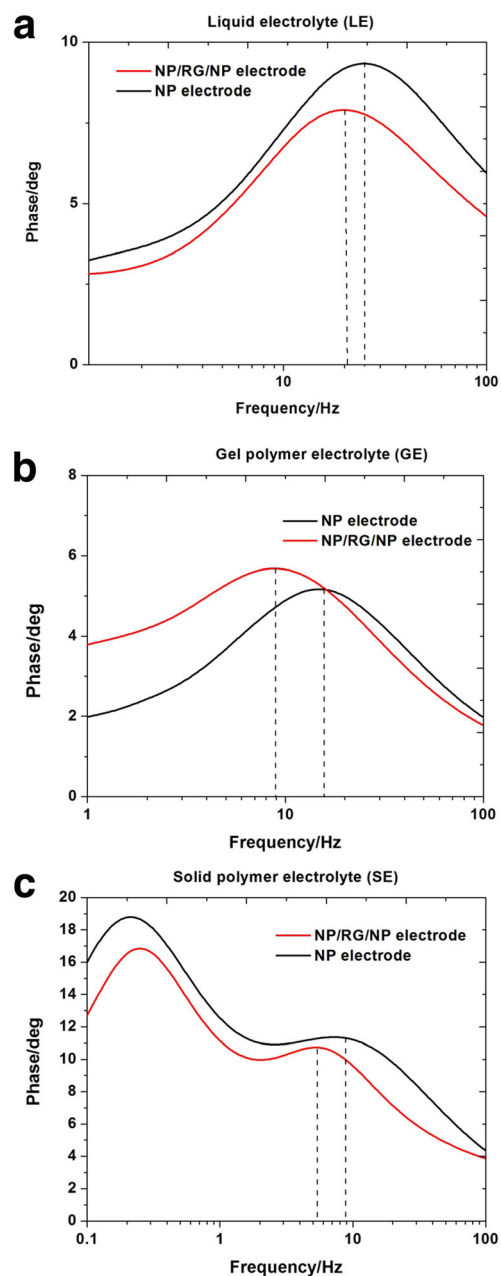 a
Liquid electrolyte (LE)
10
NP/RG/NP electrode
NP electrode
Phase/deg
5
0
10
100
Frequency/Hz
b
Gel polymer electrolyte (GE)
8
NP electrode
NP/RG/NP electrode
6
Phase/deg
4
2
0
1
10
100
Frequency/Hz
c
Solid polymer electrolyte (SE)
20
18
NP/RG/NP electrode
NP electrode
16
14
12
Phase/deg
10
8
6
4
2
0
0.1
1
10
100
Frequency/Hz